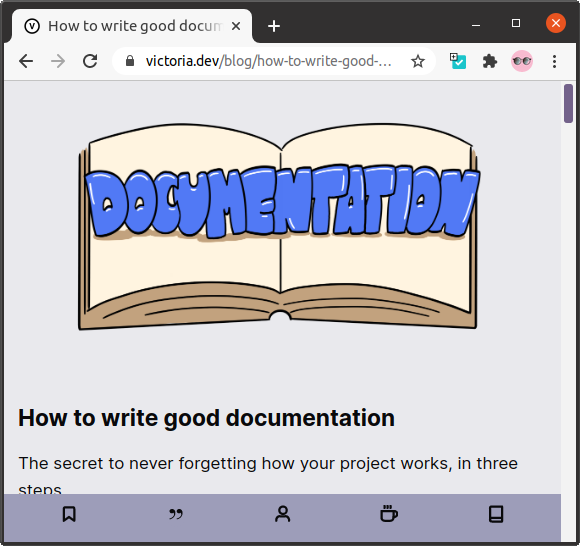 V How to write good docum
victoria.dev/blog/how-to-write-good-…
DOCUMENTATION
How to write good documentation
The secret to never forgetting how your project works, in three
steps